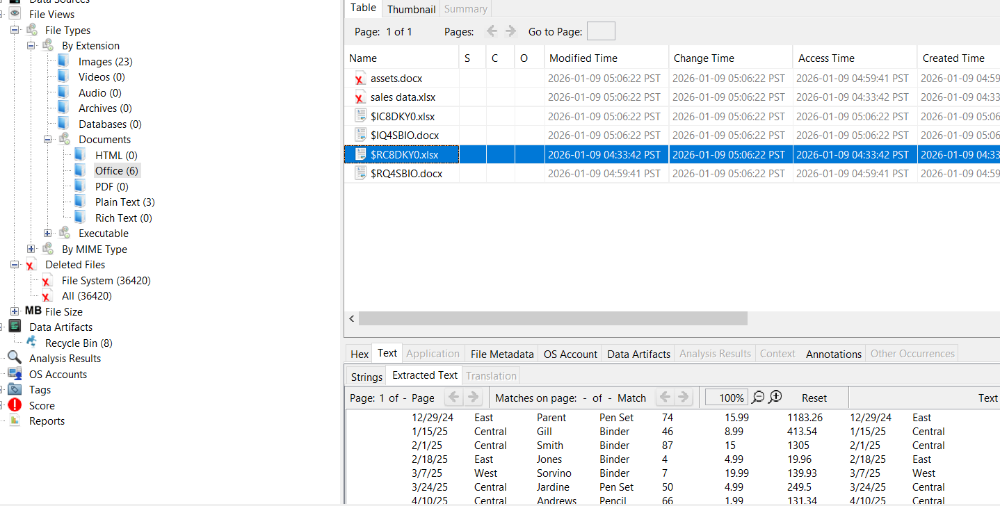 Data Sources
File Views
File Types
By Extension
Images (23)
Videos (0)
Audio (0)
Archives (0)
Databases (0)
Documents
HTML (0)
Office (6)
PDF (0)
Plain Text (3)
Rich Text (0)
Executable
By MIME Type
Deleted Files
File System (36420)
All (36420)
MB File Size
Data Artifacts
Recycle Bin (8)
Analysis Results
OS Accounts
Tags
Score
Reports
Table Thumbnail Summary
Page: 1 of 1 Pages: Go to Page:
Name S C O Modified Time Change Time Access Time Created Time
assets.docx 2026-01-09 05:06:22 PST 2026-01-09 05:06:22 PST 2026-01-09 04:59:41 PST 2026-01-09 04:59
sales data.xlsx 2026-01-09 05:06:22 PST 2026-01-09 05:06:22 PST 2026-01-09 04:33:42 PST 2026-01-09 04:33
$IC8DKY0.xlsx 2026-01-09 05:06:22 PST 2026-01-09 05:06:22 PST 2026-01-09 05:06:22 PST 2026-01-09 05:06
$IQ4SBIO.docx 2026-01-09 05:06:22 PST 2026-01-09 05:06:22 PST 2026-01-09 05:06:22 PST 2026-01-09 05:06
$RC8DKY0.xlsx 2026-01-09 04:33:42 PST 2026-01-09 05:06:22 PST 2026-01-09 04:33:42 PST 2026-01-09 04:33
$RQ4SBIO.docx 2026-01-09 04:59:41 PST 2026-01-09 05:06:22 PST 2026-01-09 04:59:41 PST 2026-01-09 04:59
Hex Text Application File Metadata OS Account Data Artifacts Analysis Results Context Annotations Other Occurrences
Strings Extracted Text Translation
Page: 1 of - Page Matches on page: - of - Match 100% Reset Text
12/29/24 East Parent Pen Set 74 15.99 1183.26 12/29/24 East
1/15/25 Central Gill Binder 46 8.99 413.54 1/15/25 Central
2/1/25 Central Smith Binder 87 15 1305 2/1/25 Central
2/18/25 East Jones Binder 4 4.99 19.96 2/18/25 East
3/7/25 West Sorvino Binder 7 19.99 139.93 3/7/25 West
3/24/25 Central Jardine Pen Set 50 4.99 249.5 3/24/25 Central
4/10/25 Central Andrews Pencil 66 1.99 131.34 4/10/25 Central